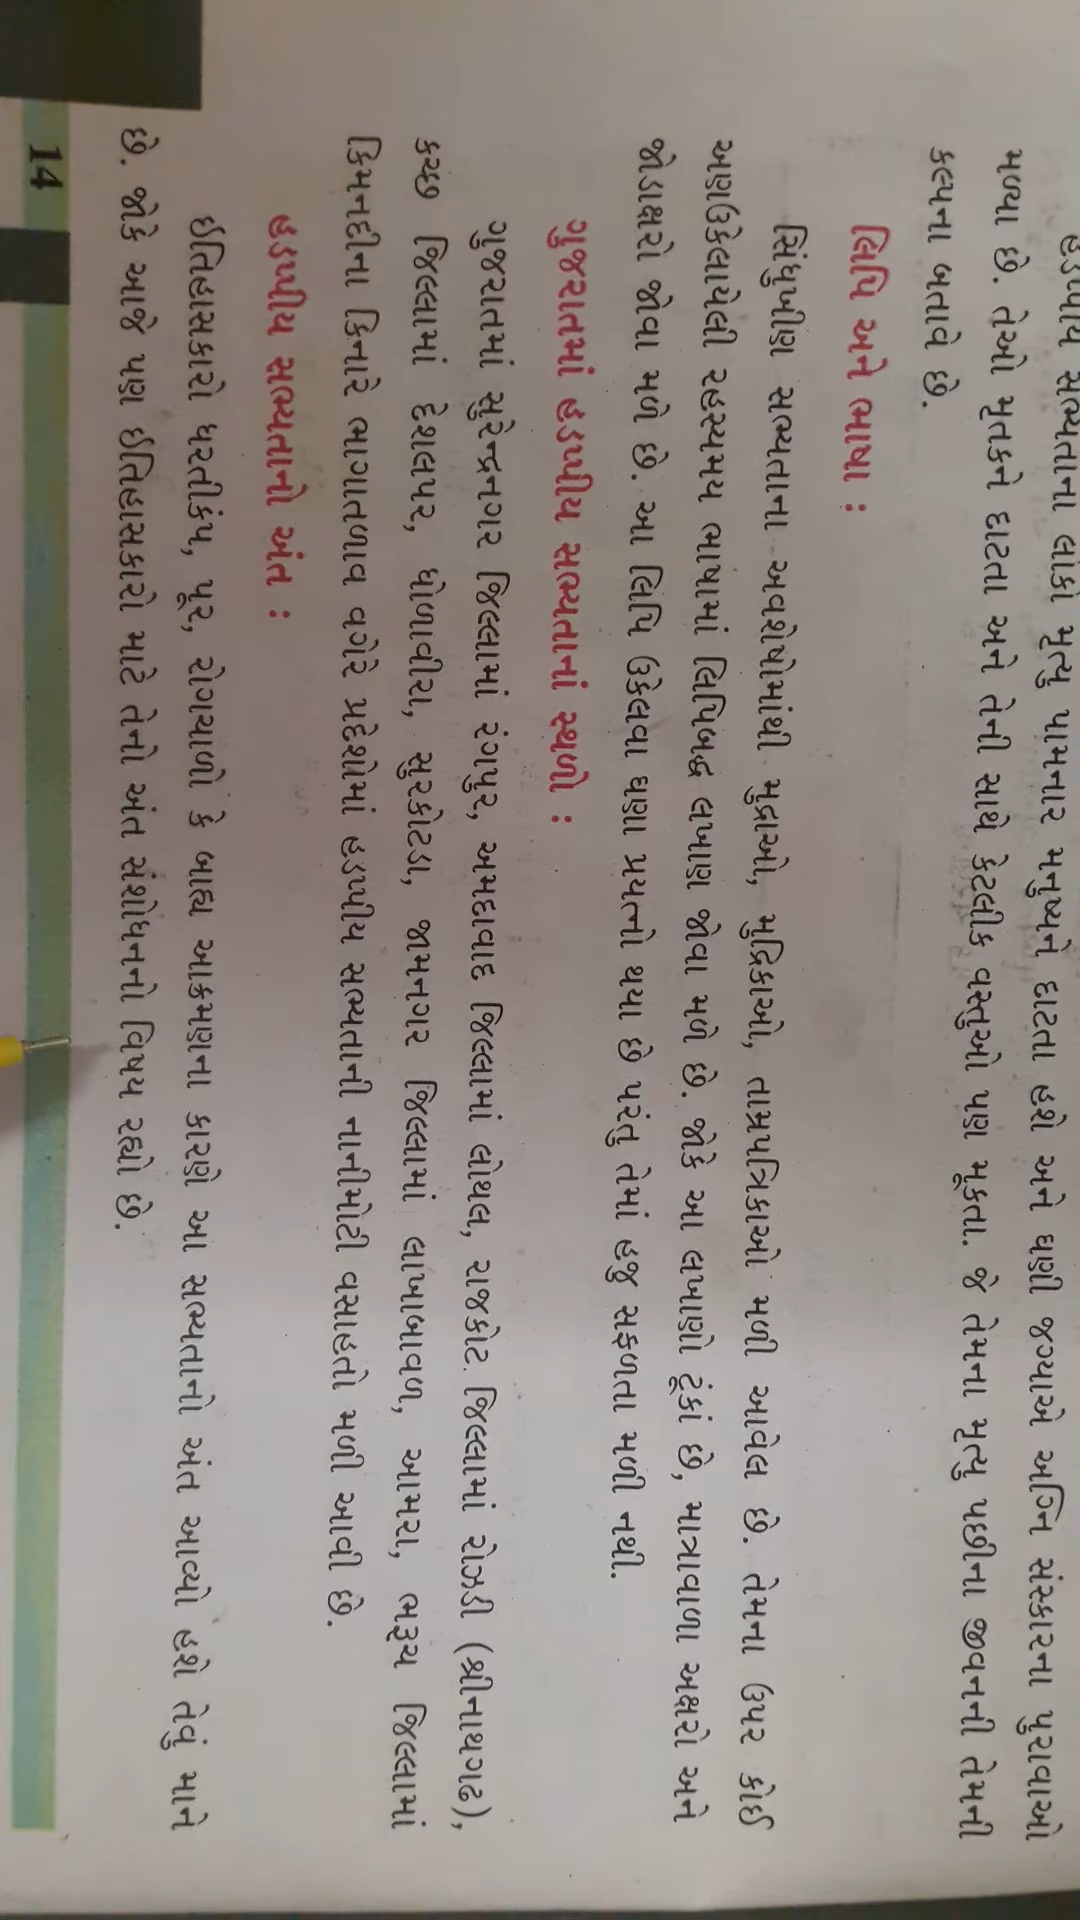 હડપ્પીય સભ્યતાના લોકો મૃત્યુ પામનાર મનુષ્યને દાટતા હશે અને ઘણી જગ્યાએ અગ્નિ સંસ્કારના પુરાવાઓ
મળ્યા છે. તેઓ મૃતકને દાટતા અને તેની સાથે કેટલીક વસ્તુઓ પણ મૂકતા. જે તેમના મૃત્યુ પછીના જીવનની તેમની
કલ્પના બતાવે છે.
લિપિ અને ભાષા :
સિંધુખીણ સભ્યતાના અવશેષોમાંથી મુદ્રાઓ, મુદ્રિકાઓ, તામ્રપત્રિકાઓ મળી આવેલ છે. તેમના ઉપર કોઈ
અણઉકેલાયેલી રહસ્યમય ભાષામાં લિપિબદ્ધ લખાણ જોવા મળે છે. જોકે આ લખાણો ટૂંકાં છે, માત્રાવાળા અક્ષરો અને
જોડાક્ષરો જોવા મળે છે. આ લિપિ ઉકેલવા ઘણા પ્રયત્નો થયા છે પરંતુ તેમાં હજુ સફળતા મળી નથી.
ગુજરાતમાં હડપ્પીય સભ્યતાનાં સ્થળો :
ગુજરાતમાં સુરેન્દ્રનગર જિલ્લામાં રંગપુર, અમદાવાદ જિલ્લામાં લોથલ, રાજકોટ જિલ્લામાં રોઝડી (શ્રીનાથગઢ),
કચ્છ જિલ્લામાં દેશલપર, ધોળાવીરા, સુરકોટડા, જામનગર જિલ્લામાં લાખાબાવળ, આમરા, ભરૂચ જિલ્લામાં
કિમનદીના કિનારે ભાગાતળાવ વગેરે પ્રદેશોમાં હડપ્પીય સભ્યતાની નાનીમોટી વસાહતો મળી આવી છે.
હડપ્પીય સભ્યતાનો અંત :
ઇતિહાસકારો ધરતીકંપ, પૂર, રોગચાળો કે બાહ્ય આક્રમણના કારણે આ સભ્યતાનો અંત આવ્યો હશે તેવું માને
છે. જોકે આજે પણ ઇતિહાસકારો માટે તેનો અંત સંશોધનનો વિષય રહ્યો છે.
14